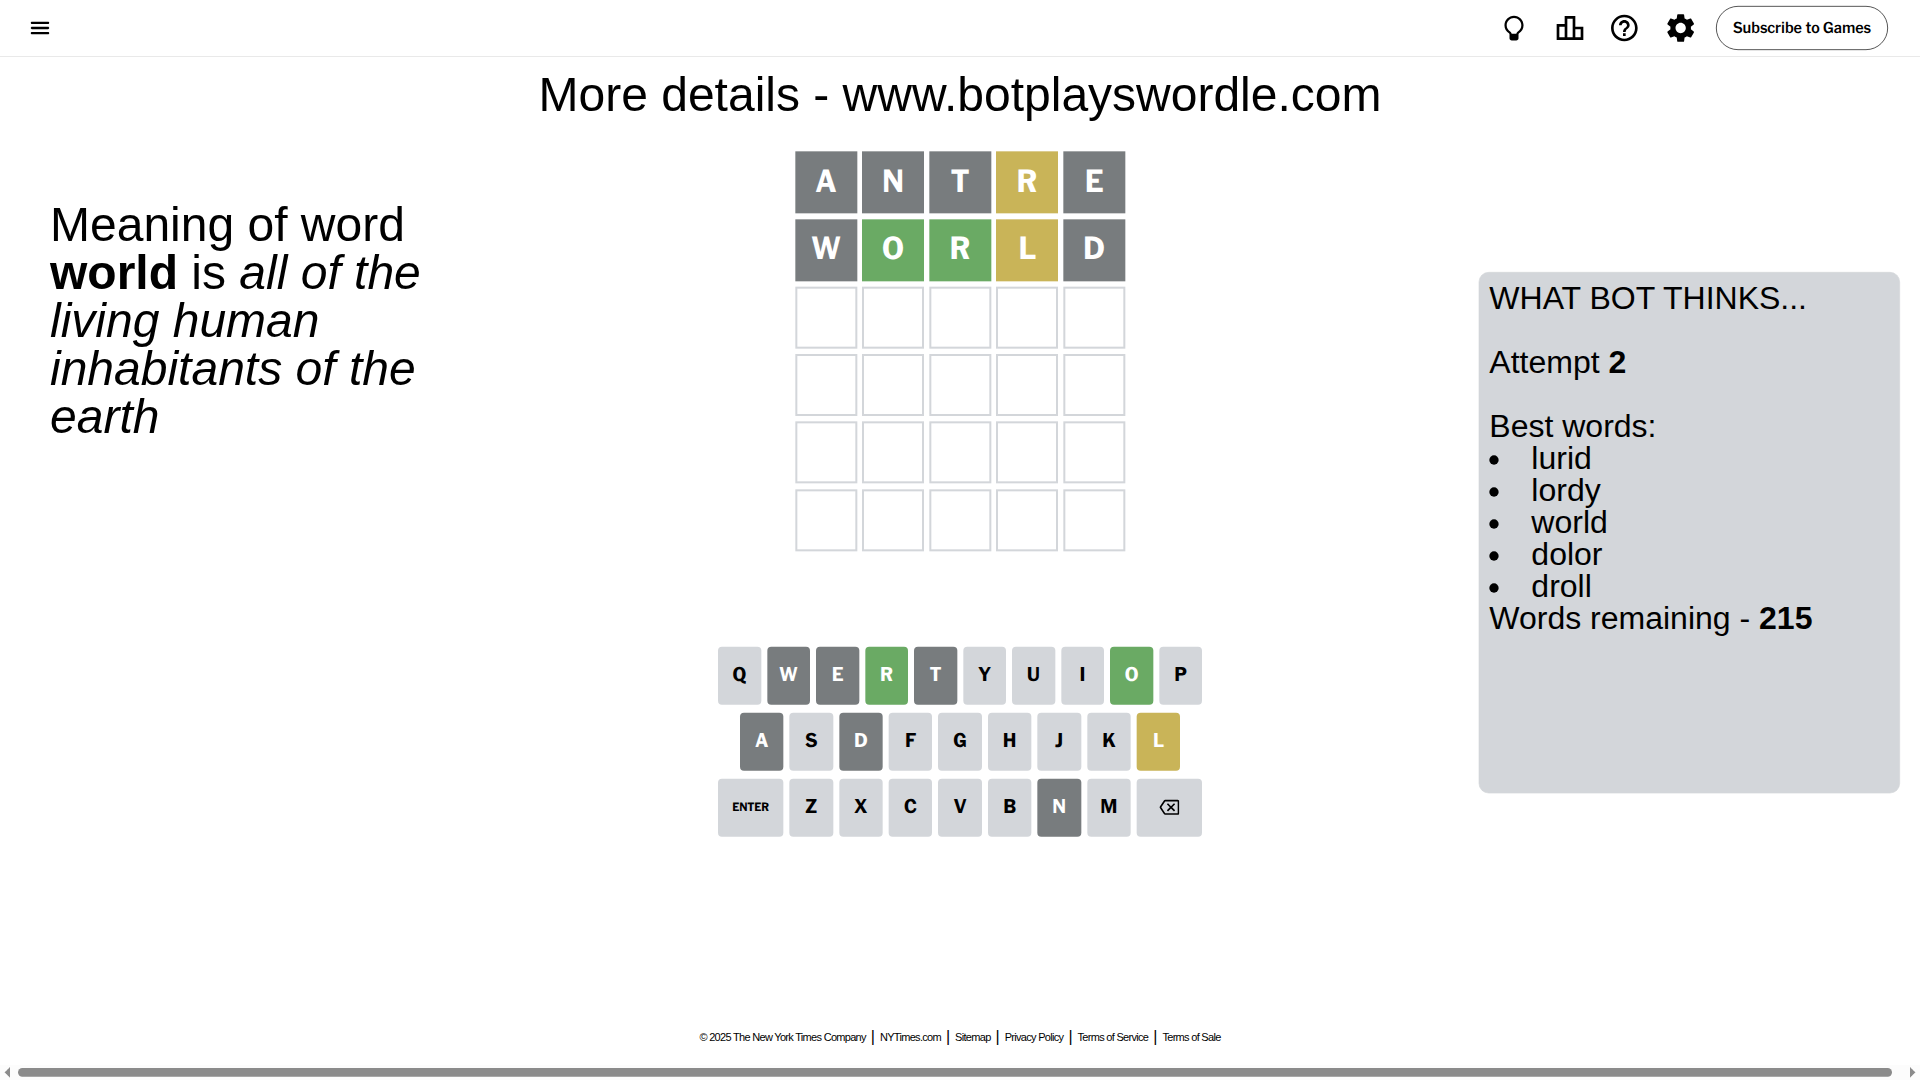 Subscribe to Games
More details - www.botplayswordle.com
Meaning of word
world is all of the
living human
inhabitants of the
earth
A N T R E
W O R L D
WHAT BOT THINKS...
Attempt 2
Best words:
• lurid
• lordy
• world
• dolor
• droll
Words remaining - 215
Q W E R T Y U I O P
A S D F G H J K L
ENTER Z X C V B N M
© 2025 The New York Times Company | NYTimes.com | Sitemap | Privacy Policy | Terms of Service | Terms of Sale